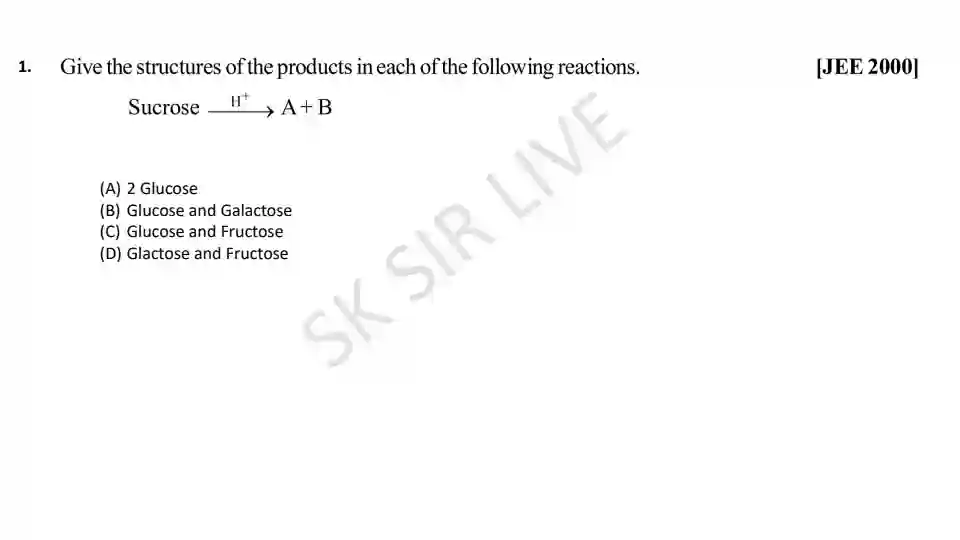 1. Give the structures of the products in each of the following reactions. [JEE 2000]
Sucrose H+ → A + B
(A) 2 Glucose
(B) Glucose and Galactose
(C) Glucose and Fructose
(D) Glactose and Fructose
SK SIR LIVE